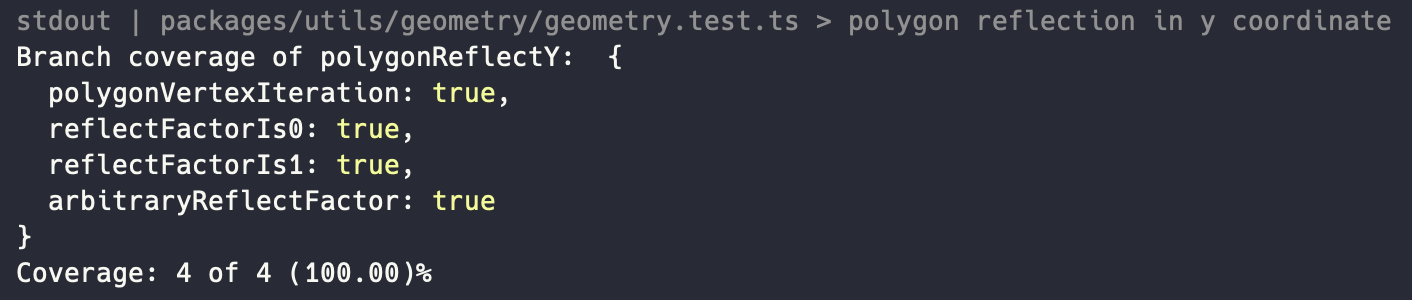 stdout | packages/utils/geometry/geometry.test.ts > polygon reflection in y coordinate
Branch coverage of polygonReflectY:  {
  polygonVertexIteration: true,
  reflectFactorIs0: true,
  reflectFactorIs1: true,
  arbitraryReflectFactor: true
}
Coverage: 4 of 4 (100.00)%